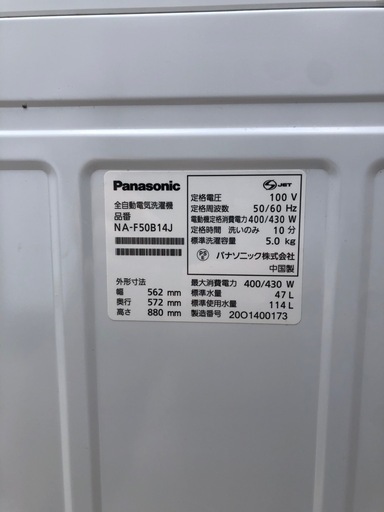 Panasonic
全自動電気洗濯機
品番
NA-F50B14J
外形寸法
幅 562 mm
奥行 572 mm
高さ 880 mm
JET
定格電圧 100 V
定格周波数 50/60 Hz
電動機定格消費電力 400/430 W
定格時間 洗いのみ 10分
標準洗濯容量 5.0 kg
パナソニック株式会社
中国製
最大消費電力 400/430 W
標準水量 47 L
標準使用水量 114 L
製造番号 20O1400173